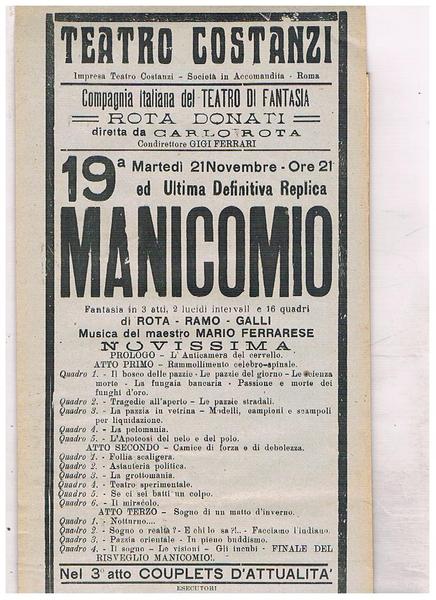 TEATRO COSTANZI
Impresa Teatro Costanzi - Società in Accomandita - Roma
Compagnia Italiana del TEATRO DI FANTASIA
ROTA DONATI
diretta da CARLO ROTA
Condirettore GIGI FERRARI
19ª Martedì 21 Novembre - Ore 21
ed Ultima Definitiva Replica
MANICOMIO
Fantasia in 3 atti, 2 lucidi intervalli e 16 quadri
di ROTA - RAMO - GALLI
Musica del maestro MARIO FERRARESE
NOVISSIMA
PROLOGO - L'Anticamera del cervello.
ATTO PRIMO - Rammollimento celebro-spinale.
Quadro 1. - Il bosco delle pazzie - Le pazzie del giorno - Le scienza
morte - La fungaia bancaria - Passione e morte dei
funghi d'oro.
Quadro 2. - Tragedie all'aperto - Le pazzie stradali.
Quadro 3. - La pazzia in vetrina - Modelli, campioni e scampoli
per liquidazione.
Quadro 4. - La pelomania.
Quadro 5. - L'Apoteosi del pelo e del polo.
ATTO SECONDO - Camice di forza e di debolezza.
Quadro 1. - Follia scaligera.
Quadro 2. - Astanteria politica.
Quadro 3. - La grottomania.
Quadro 4. - Teatro sperimentale.
Quadro 5. - Se ci sei batti un colpo.
Quadro 6. - Il miracolo.
ATTO TERZO - Sogno di un matto d'inverno.
Quadro 1. - Notturno....
Quadro 2. - Sogno o realtà? - E chi lo sa?!.. - Facciamo l'indiano.
Quadro 3. - Pazzia orientale - In pieno buddismo.
Quadro 4. - Il sogno - Le visioni - Gli incubi - FINALE DEL
RISVEGLIO MANICOMIO!.
Nel 3° atto COUPLETS D'ATTUALITA'
ESECUTORI